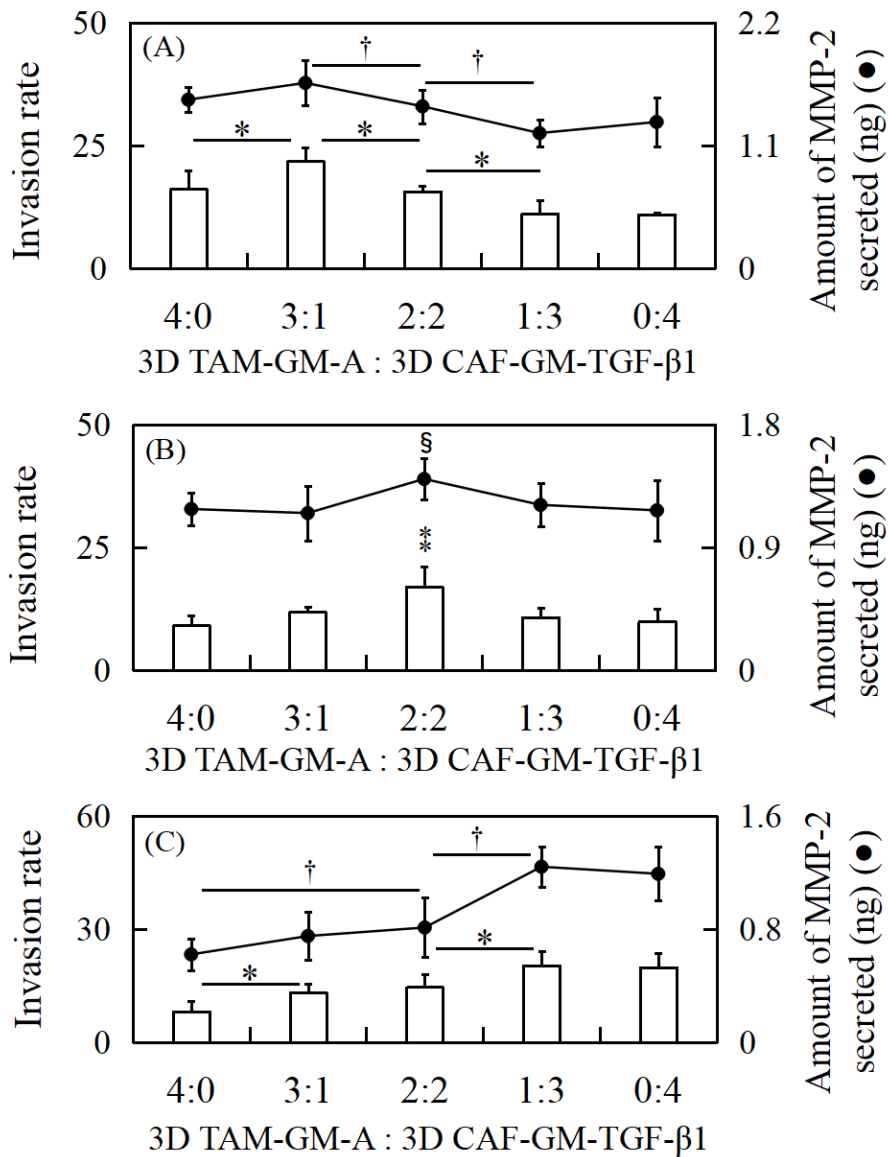 (A)
50
25
0
Invasion rate
2.2
1.1
0
Amount of MMP-2
secreted (ng) (●)
†
†
*
*
*
4:0 3:1 2:2 1:3 0:4
3D TAM-GM-A : 3D CAF-GM-TGF-β1
(B)
50
25
0
Invasion rate
1.8
0.9
0
Amount of MMP-2
secreted (ng) (●)
§
*
*
4:0 3:1 2:2 1:3 0:4
3D TAM-GM-A : 3D CAF-GM-TGF-β1
(C)
60
30
0
Invasion rate
1.6
0.8
0
Amount of MMP-2
secreted (ng) (●)
†
†
*
*
4:0 3:1 2:2 1:3 0:4
3D TAM-GM-A : 3D CAF-GM-TGF-β1